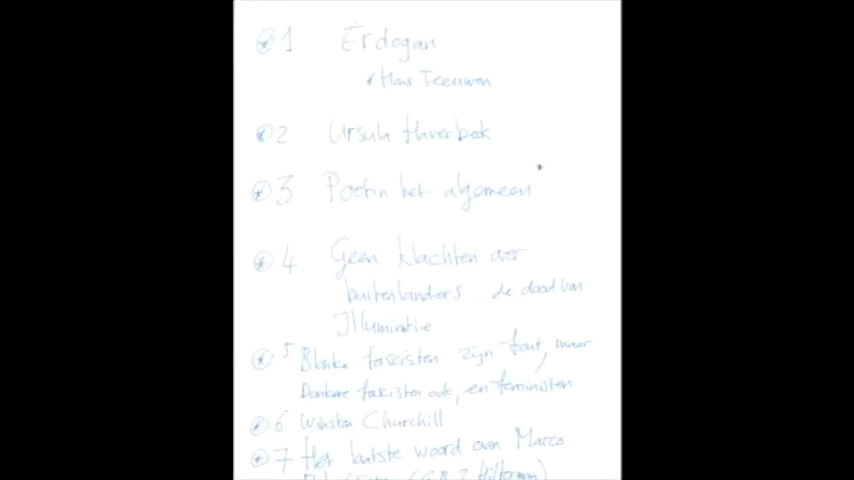 1 Erdogan
Hans Teeuwen
2 Ursula Haverbek
3 Poetin het algemeen
4 Geen klachten over
buitenlanders .. de dood van
Illuminatie
5 Blanke fascisten zijn fout, maar
Donkere fascisten ook, en feministen
6 Winston Churchill
7 Het laatste woord aan Marco
(G.B.J. Hilterman)